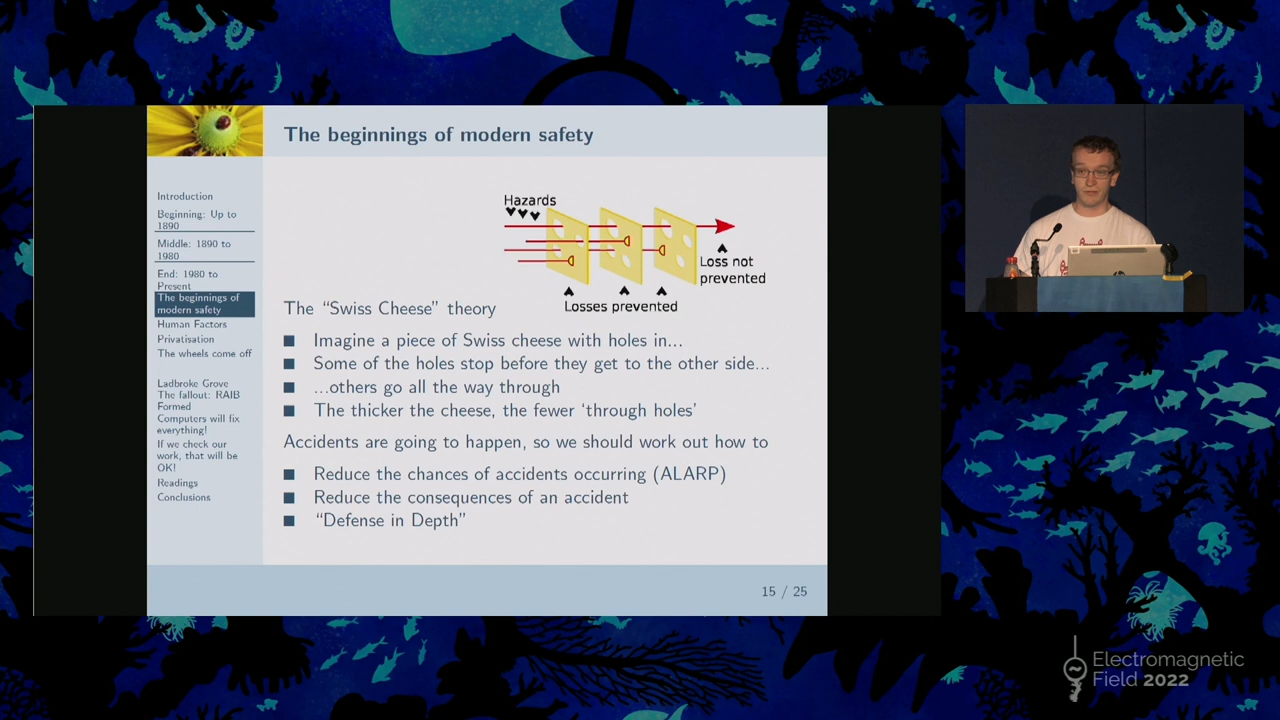 The beginnings of modern safety
Introduction
Beginning: Up to
1890
Middle: 1890 to
1980
End: 1980 to
Present
The beginnings of
modern safety
Human Factors
Privatisation
The wheels come off
Ladbroke Grove
The fallout: RAIB
Formed
Computers will fix
everything!
If we check our
work, that will be
OK!
Readings
Conclusions
Hazards
Loss not
prevented
Losses prevented
The “Swiss Cheese” theory
Imagine a piece of Swiss cheese with holes in...
Some of the holes stop before they get to the other side...
...others go all the way through
The thicker the cheese, the fewer ‘through holes’
Accidents are going to happen, so we should work out how to
Reduce the chances of accidents occurring (ALARP)
Reduce the consequences of an accident
“Defense in Depth”
15 / 25
Electromagnetic
Field 2022